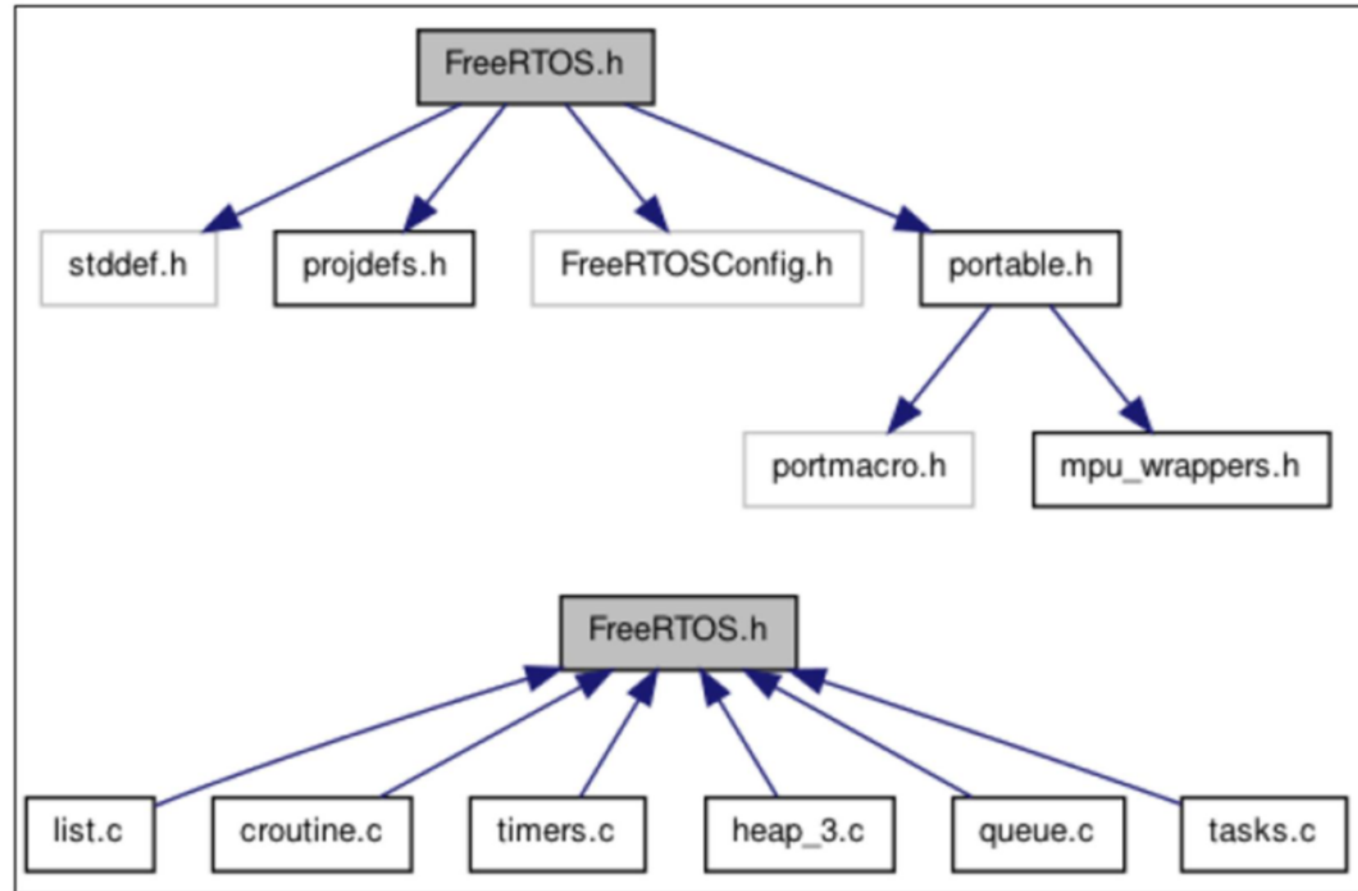 FreeRTOS.h
stddef.h
projdefs.h
FreeRTOSConfig.h
portable.h
portmacro.h
mpu_wrappers.h
FreeRTOS.h
list.c
croutine.c
timers.c
heap_3.c
queue.c
tasks.c